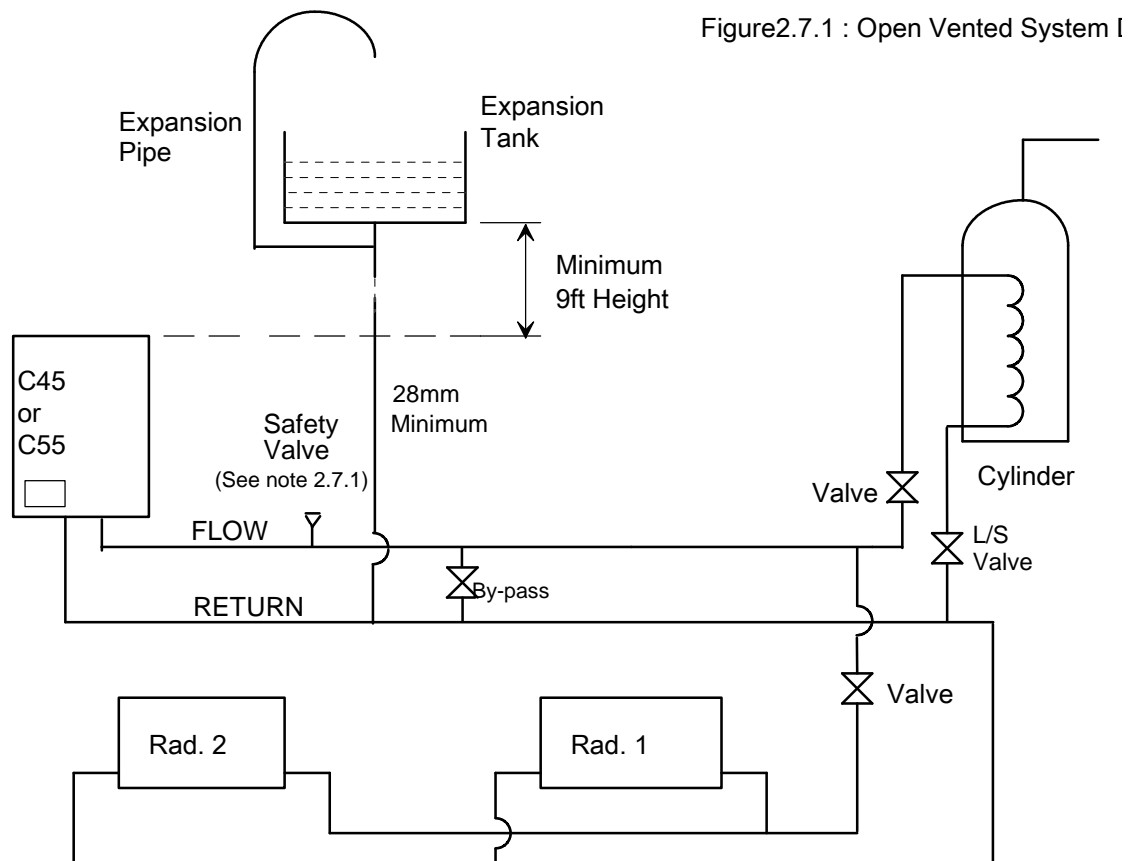 Figure2.7.1 : Open Vented System D
Expansion
Pipe
Expansion
Tank
Minimum
9ft Height
C45
or
C55
28mm
Minimum
Safety
Valve
(See note 2.7.1)
Cylinder
Valve
L/S
Valve
FLOW
By-pass
RETURN
Valve
Rad. 2
Rad. 1